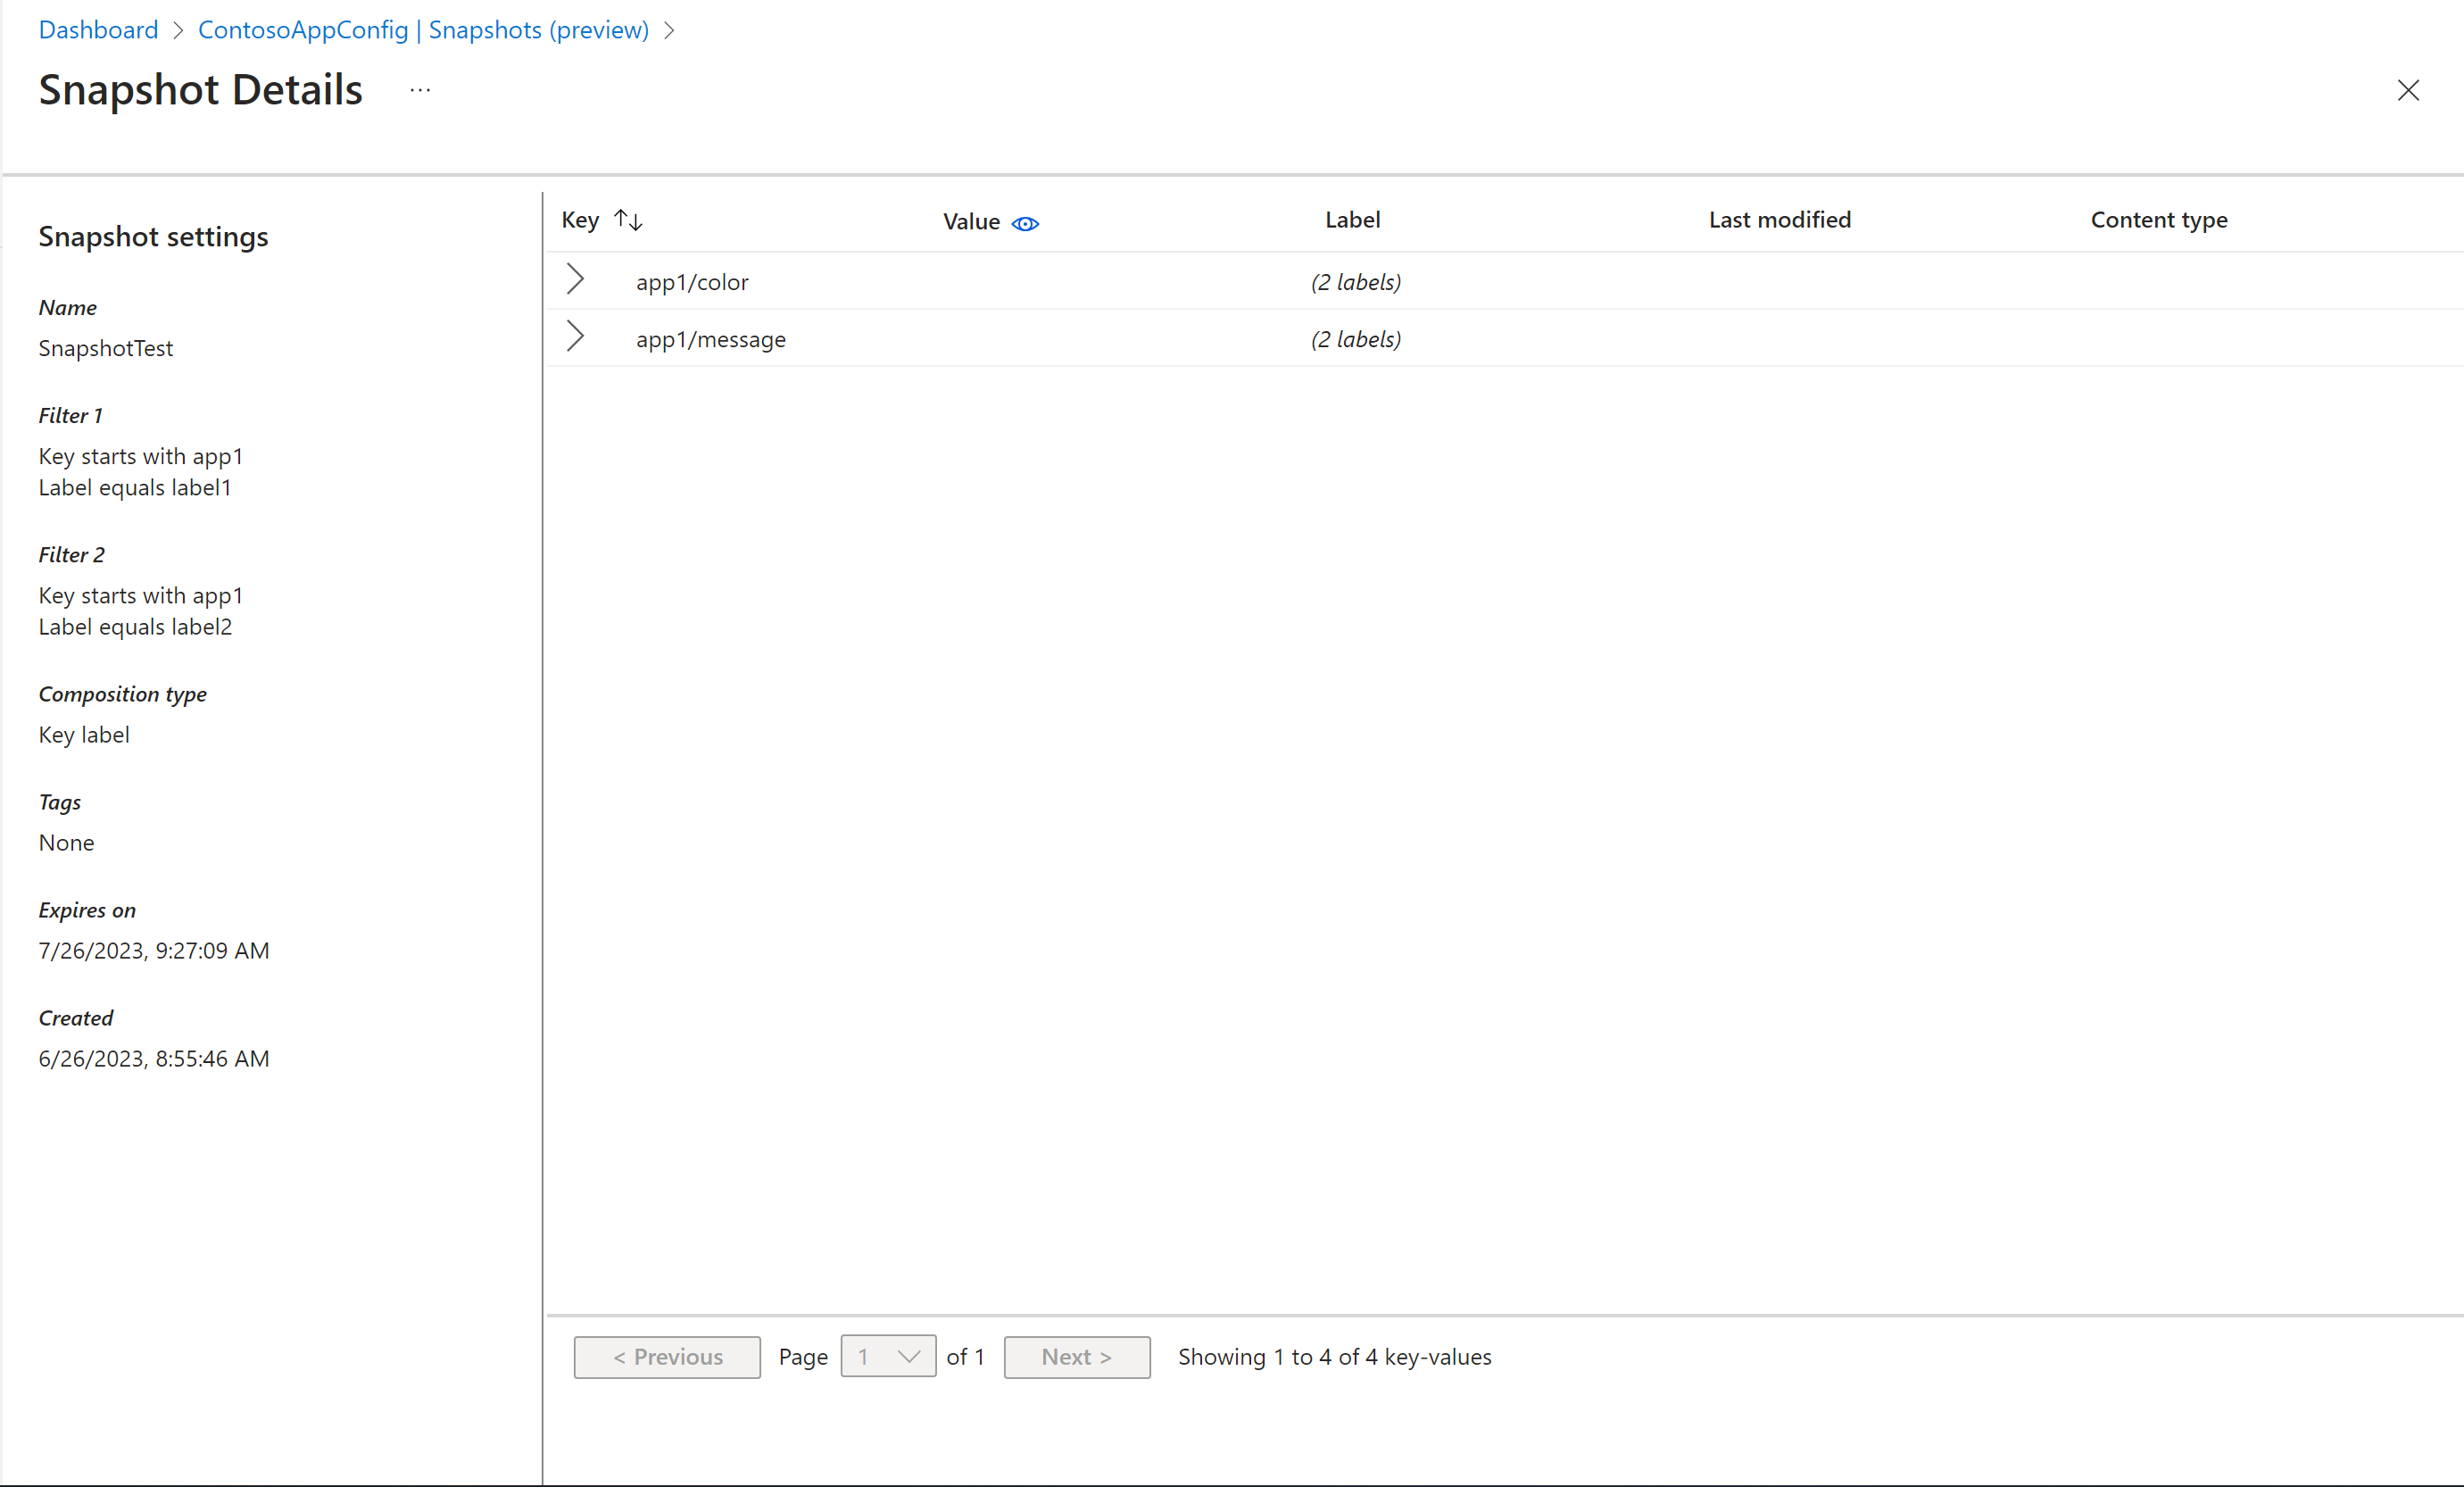 Dashboard > ContosoAppConfig | Snapshots (preview) >
Snapshot Details ...
Snapshot settings
Name
SnapshotTest
Filter 1
Key starts with app1
Label equals label1
Filter 2
Key starts with app1
Label equals label2
Composition type
Key label
Tags
None
Expires on
7/26/2023, 9:27:09 AM
Created
6/26/2023, 8:55:46 AM
Key Value Label Last modified Content type
app1/color (2 labels)
app1/message (2 labels)
< Previous Page 1 of 1 Next > Showing 1 to 4 of 4 key-values